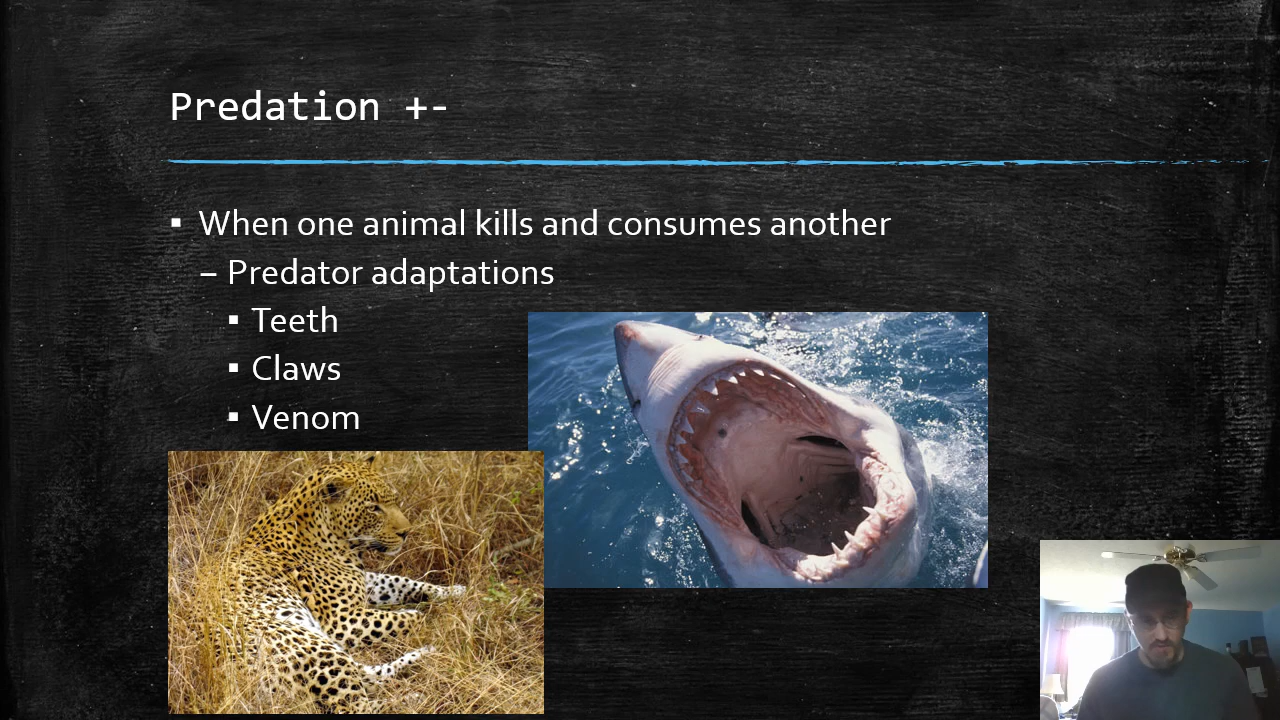 Predation +-
▪ When one animal kills and consumes another
– Predator adaptations
▪ Teeth
▪ Claws
▪ Venom